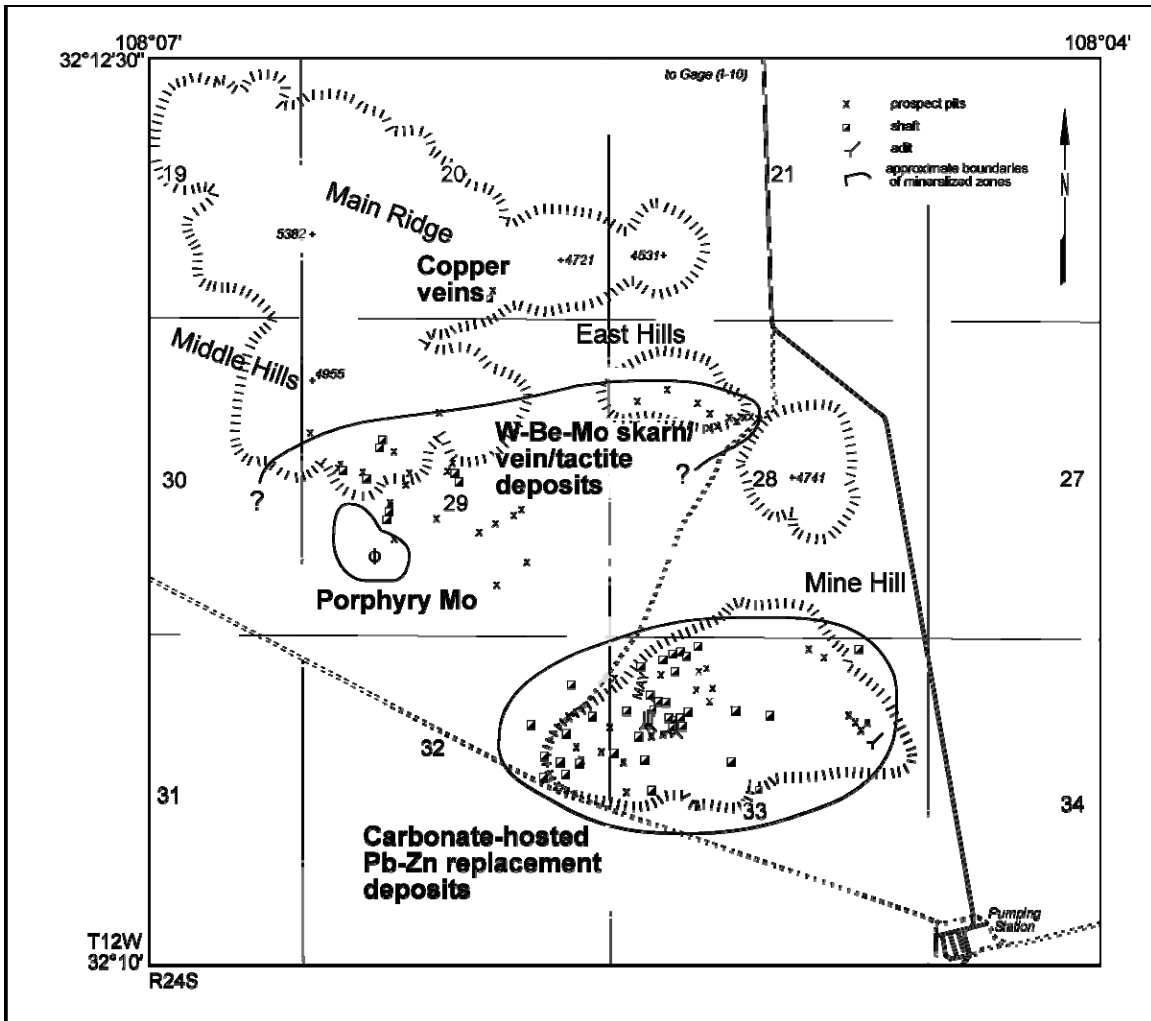 108°07'
108°04'
32°12'30"
to Gage (I-10)
x prospect pits
shaft
adit
approximate boundaries
of mineralized zones
N
19
20
21
Main Ridge
5382 +
+4721
4531+
Copper
veins
East Hills
Middle Hills
+4955
W-Be-Mo skarn/
vein/tactite
deposits
?
?
30
29
28
+4741
27
Φ
Porphyry Mo
Mine Hill
32
31
33
34
Carbonate-hosted
Pb-Zn replacement
deposits
Pumping
Station
T12W
32°10'
R24S